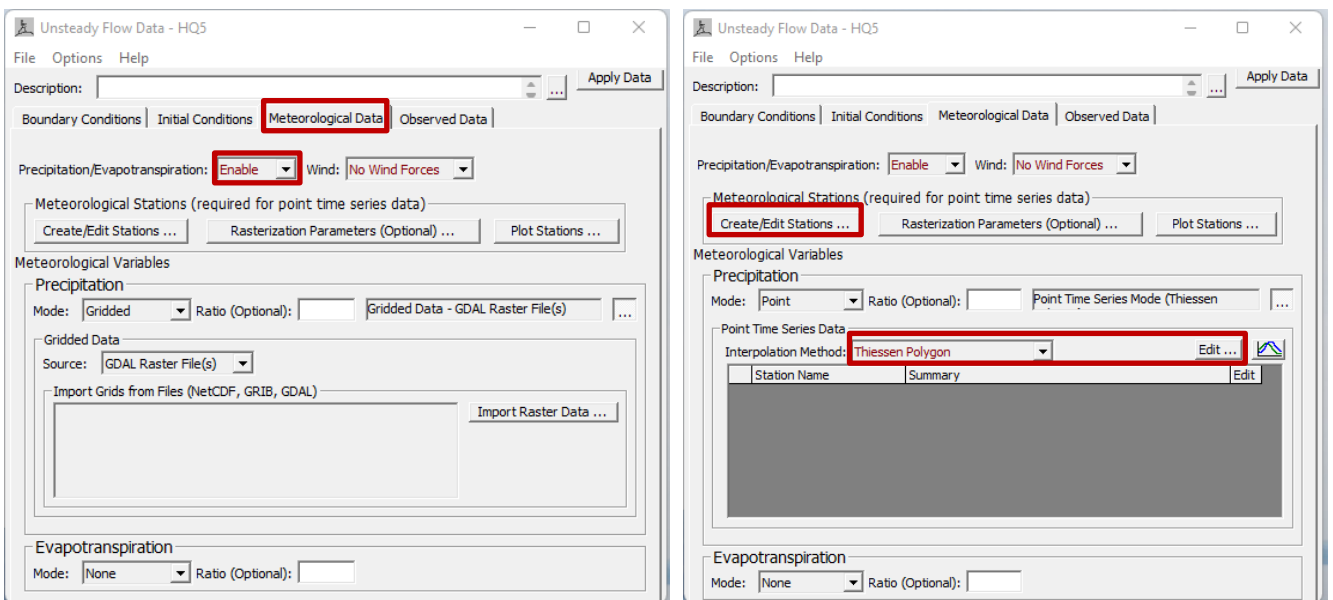 Unsteady Flow Data - HQ5
File Options Help
Description: ... Apply Data
Boundary Conditions Initial Conditions Meteorological Data Observed Data
Precipitation/Evapotranspiration: Enable Wind: No Wind Forces
Meteorological Stations (required for point time series data)
Create/Edit Stations ... Rasterization Parameters (Optional) ... Plot Stations ...
Meteorological Variables
Precipitation
Mode: Gridded Ratio (Optional): Gridded Data - GDAL Raster File(s) ...
Gridded Data
Source: GDAL Raster File(s)
Import Grids from Files (NetCDF, GRIB, GDAL)
Import Raster Data ...
Evapotranspiration
Mode: None Ratio (Optional):
Unsteady Flow Data - HQ5
File Options Help
Description: ... Apply Data
Boundary Conditions Initial Conditions Meteorological Data Observed Data
Precipitation/Evapotranspiration: Enable Wind: No Wind Forces
Meteorological Stations (required for point time series data)
Create/Edit Stations ... Rasterization Parameters (Optional) ... Plot Stations ...
Meteorological Variables
Precipitation
Mode: Point Ratio (Optional): Point Time Series Mode (Thiessen ...
Point Time Series Data
Interpolation Method: Thiessen Polygon Edit ...
Station Name Summary Edit
Evapotranspiration
Mode: None Ratio (Optional):